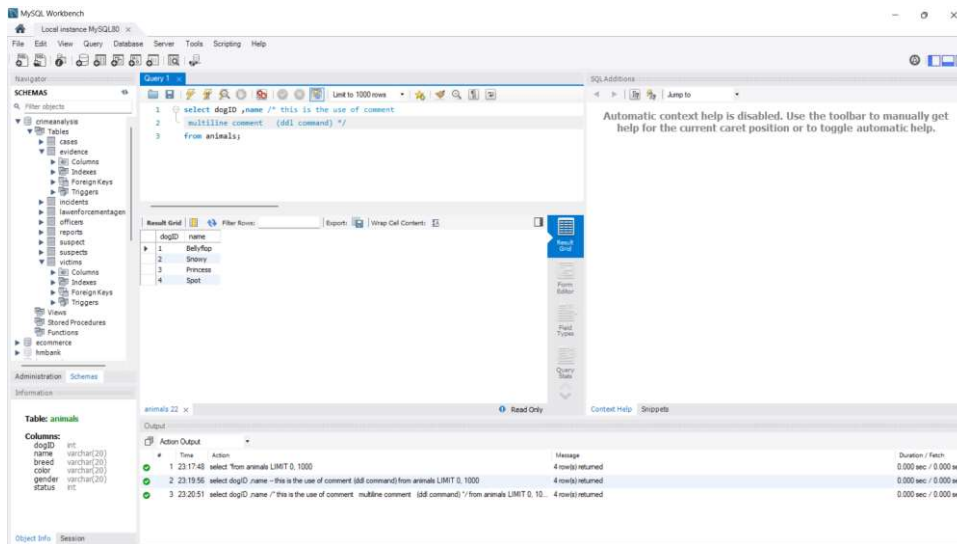 MySQL Workbench
Local instance MySQL80
File Edit View Query Database Server Tools Scripting Help
Navigator
SCHEMAS
Filter objects
crimeanalysis
Tables
cases
evidence
Columns
Indexes
Foreign Keys
Triggers
incidents
lawenforcementagen
officers
reports
suspect
suspects
victims
Columns
Indexes
Foreign Keys
Triggers
Views
Stored Procedures
Functions
ecommerce
hmbank
Administration Schemas
Information
Table: animals
Columns:
dogID int
name varchar(20)
breed varchar(20)
color varchar(20)
gender varchar(20)
status int
Object Info Session
Query 1
Limit to 1000 rows
1 select dogID ,name /* this is the use of comment
2 multiline comment (ddl command) */
3 from animals;
Result Grid Filter Rows: Export: Wrap Cell Content:
dogID name
1 Bellyflop
2 Snowy
3 Princess
4 Spot
Result Grid
Form Editor
Field Types
Query Stats
animals 22 Read Only
SQLAdditions
Jump to
Automatic context help is disabled. Use the toolbar to manually get
help for the current caret position or to toggle automatic help.
Context Help Snippets
Output
Action Output
# Time Action Message Duration / Fetch
1 23:17:48 select *from animals LIMIT 0, 1000 4 row(s) returned 0.000 sec / 0.000 se
2 23:19:56 select dogID ,name --this is the use of comment (ddl command) from animals LIMIT 0, 1000 4 row(s) returned 0.000 sec / 0.000 se
3 23:20:51 select dogID ,name /* this is the use of comment multiline comment (ddl command) */ from animals LIMIT 0, 10... 4 row(s) returned 0.000 sec / 0.000 se